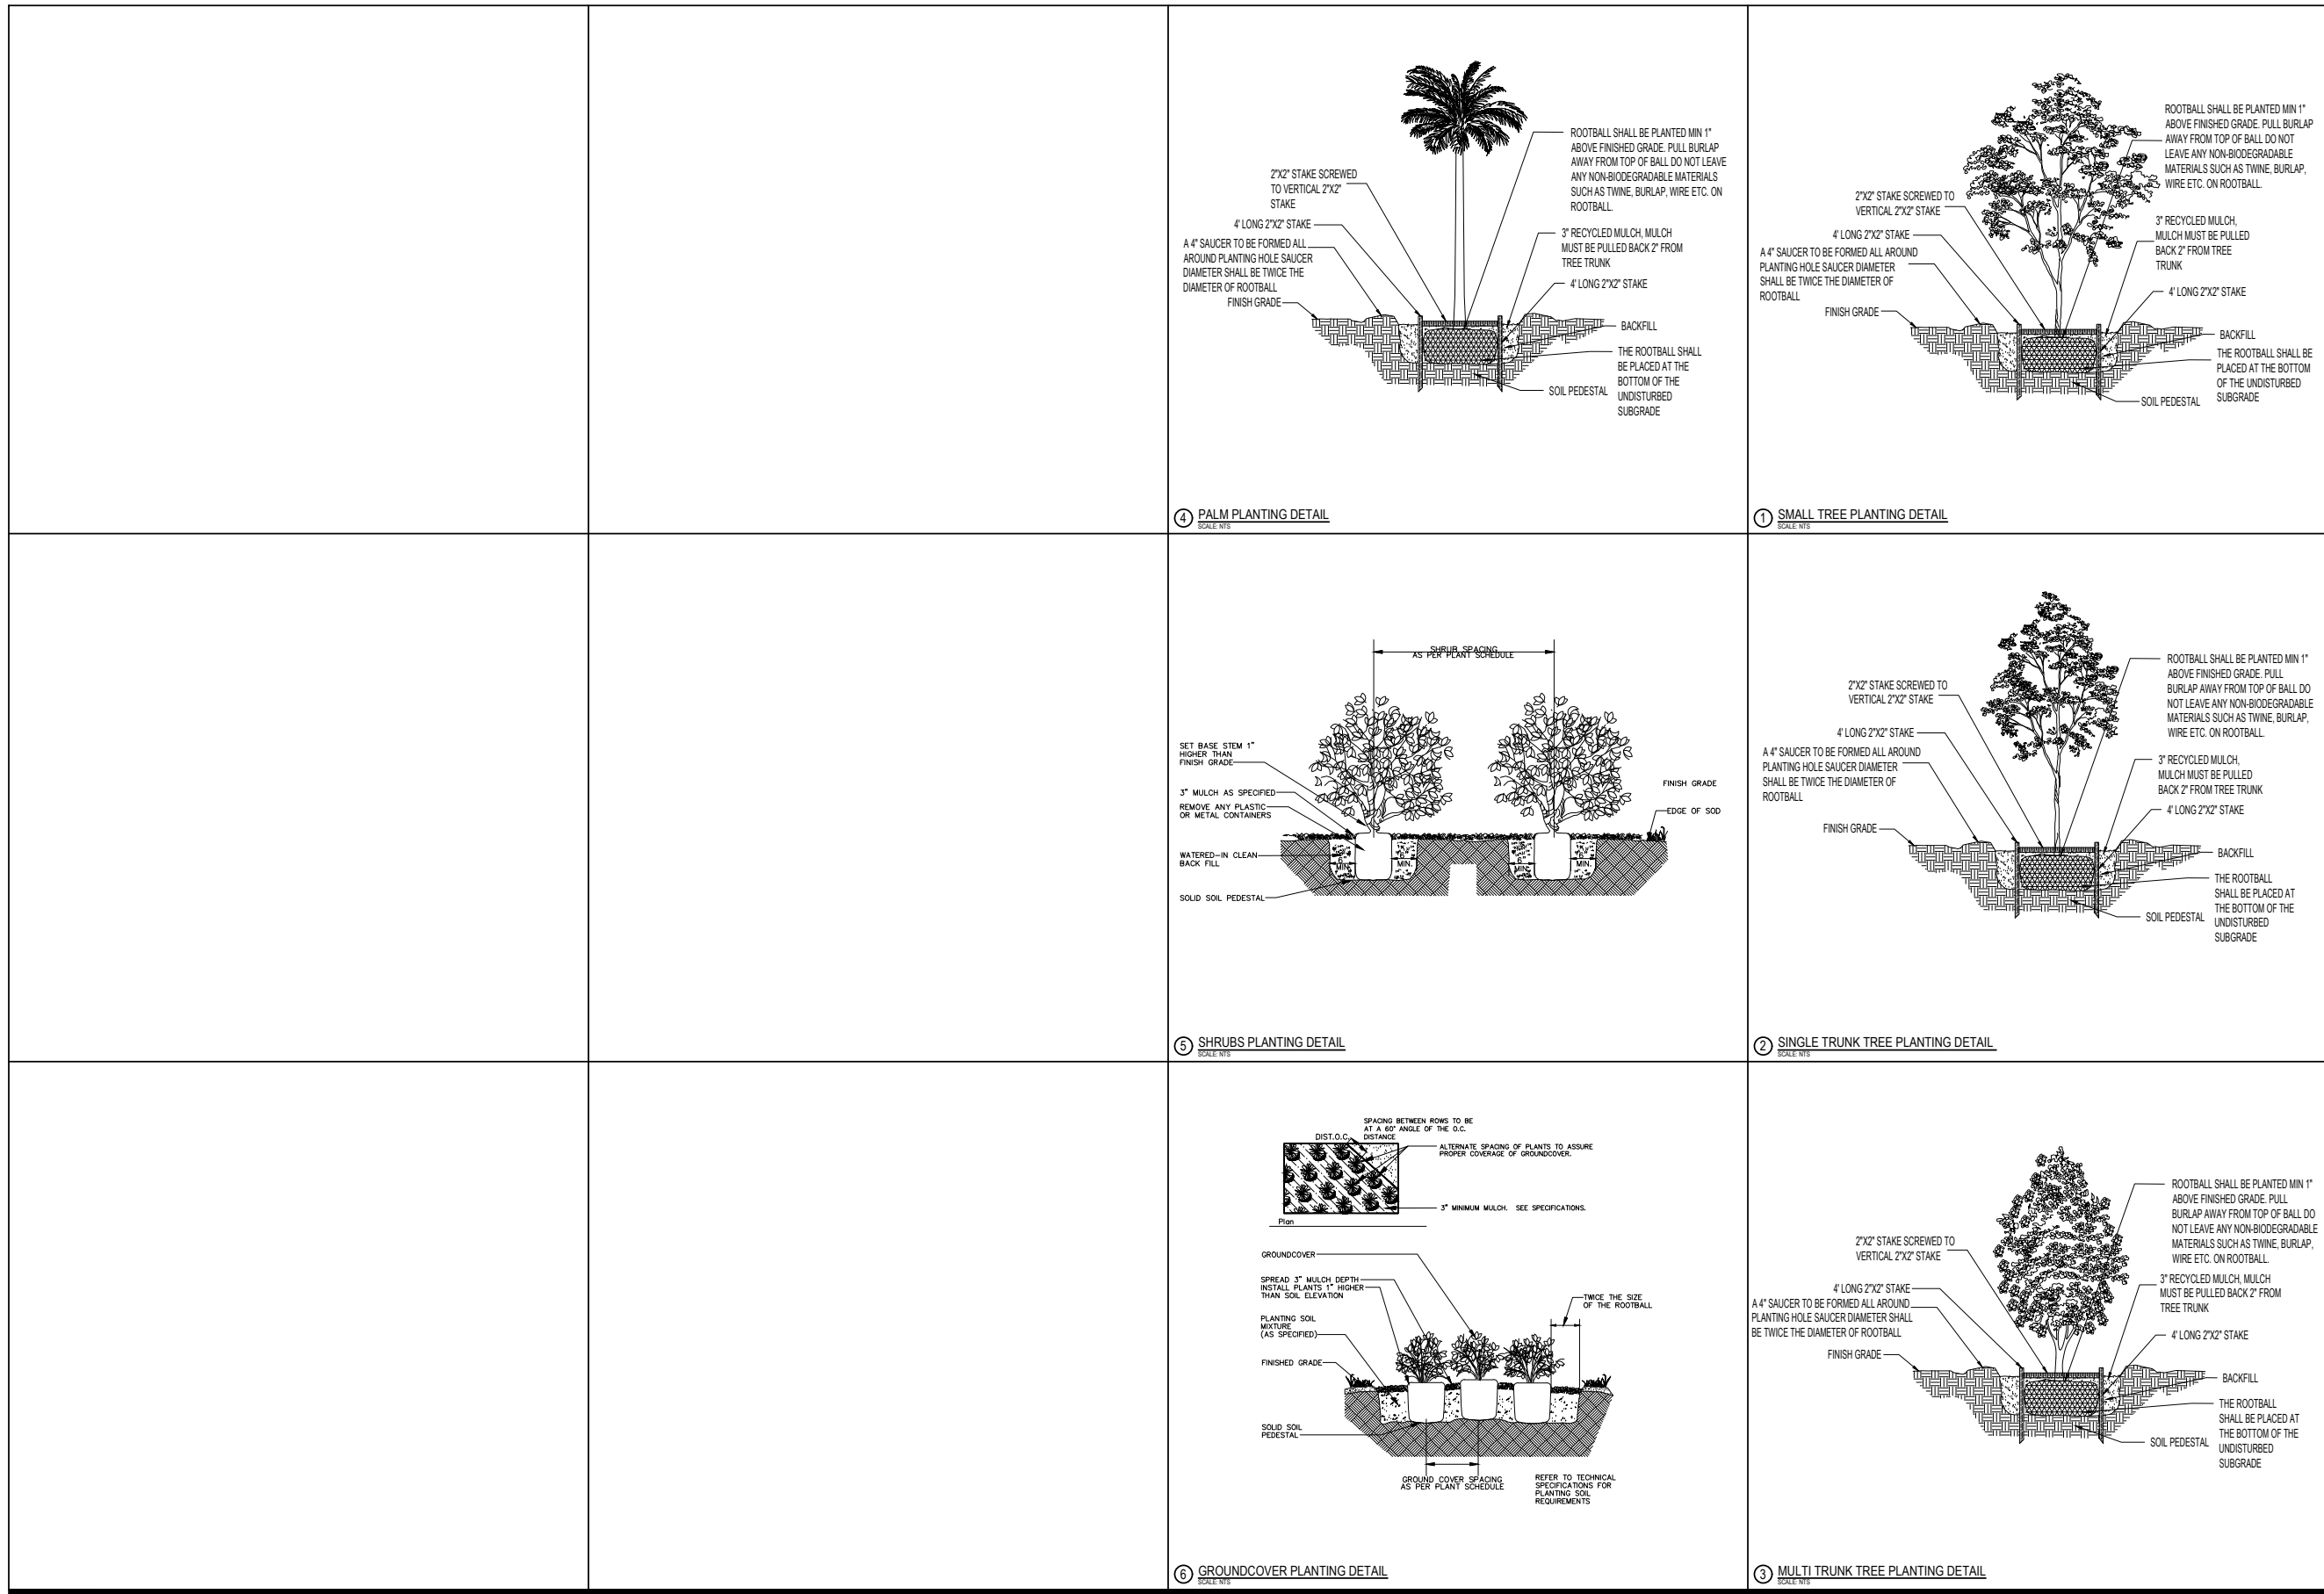 2"X2" STAKE SCREWED
TO VERTICAL 2"X2"
STAKE
4' LONG 2"X2" STAKE
A 4" SAUCER TO BE FORMED ALL
AROUND PLANTING HOLE SAUCER
DIAMETER SHALL BE TWICE THE
DIAMETER OF ROOTBALL
FINISH GRADE
ROOTBALL SHALL BE PLANTED MIN 1"
ABOVE FINISHED GRADE. PULL BURLAP
AWAY FROM TOP OF BALL DO NOT LEAVE
ANY NON-BIODEGRADABLE MATERIALS
SUCH AS TWINE, BURLAP, WIRE ETC. ON
ROOTBALL.
3" RECYCLED MULCH, MULCH
MUST BE PULLED BACK 2" FROM
TREE TRUNK
4' LONG 2"X2" STAKE
BACKFILL
THE ROOTBALL SHALL
BE PLACED AT THE
BOTTOM OF THE
UNDISTURBED
SUBGRADE
SOIL PEDESTAL
4 PALM PLANTING DETAIL
SCALE: NTS
2"X2" STAKE SCREWED TO
VERTICAL 2"X2" STAKE
4' LONG 2"X2" STAKE
A 4" SAUCER TO BE FORMED ALL AROUND
PLANTING HOLE SAUCER DIAMETER
SHALL BE TWICE THE DIAMETER OF
ROOTBALL
FINISH GRADE
ROOTBALL SHALL BE PLANTED MIN 1"
ABOVE FINISHED GRADE. PULL BURLAP
AWAY FROM TOP OF BALL DO NOT
LEAVE ANY NON-BIODEGRADABLE
MATERIALS SUCH AS TWINE, BURLAP,
WIRE ETC. ON ROOTBALL.
3" RECYCLED MULCH,
MULCH MUST BE PULLED
BACK 2" FROM TREE
TRUNK
4' LONG 2"X2" STAKE
BACKFILL
THE ROOTBALL SHALL BE
PLACED AT THE BOTTOM
OF THE UNDISTURBED
SUBGRADE
SOIL PEDESTAL
1 SMALL TREE PLANTING DETAIL
SCALE: NTS
SHRUB SPACING
AS PER PLANT SCHEDULE
SET BASE STEM 1"
HIGHER THAN
FINISH GRADE
3" MULCH AS SPECIFIED
REMOVE ANY PLASTIC
OR METAL CONTAINERS
WATERED-IN CLEAN
BACK FILL
SOLID SOIL PEDESTAL
FINISH GRADE
EDGE OF SOD
6"
MIN.
6"
MIN.
6"
MIN.
6"
MIN.
5 SHRUBS PLANTING DETAIL
SCALE: NTS
2"X2" STAKE SCREWED TO
VERTICAL 2"X2" STAKE
4' LONG 2"X2" STAKE
A 4" SAUCER TO BE FORMED ALL AROUND
PLANTING HOLE SAUCER DIAMETER
SHALL BE TWICE THE DIAMETER OF
ROOTBALL
FINISH GRADE
ROOTBALL SHALL BE PLANTED MIN 1"
ABOVE FINISHED GRADE. PULL
BURLAP AWAY FROM TOP OF BALL DO
NOT LEAVE ANY NON-BIODEGRADABLE
MATERIALS SUCH AS TWINE, BURLAP,
WIRE ETC. ON ROOTBALL.
3" RECYCLED MULCH,
MULCH MUST BE PULLED
BACK 2" FROM TREE TRUNK
4' LONG 2"X2" STAKE
BACKFILL
THE ROOTBALL
SHALL BE PLACED AT
THE BOTTOM OF THE
UNDISTURBED
SUBGRADE
SOIL PEDESTAL
2 SINGLE TRUNK TREE PLANTING DETAIL
SCALE: NTS
SPACING BETWEEN ROWS TO BE
AT A 60° ANGLE OF THE O.C.
DISTANCE
DIST.O.C.
ALTERNATE SPACING OF PLANTS TO ASSURE
PROPER COVERAGE OF GROUNDCOVER.
3" MINIMUM MULCH. SEE SPECIFICATIONS.
Plan
GROUNDCOVER
SPREAD 3" MULCH DEPTH
INSTALL PLANTS 1" HIGHER
THAN SOIL ELEVATION
PLANTING SOIL
MIXTURE
(AS SPECIFIED)
FINISHED GRADE
SOLID SOIL
PEDESTAL
TWICE THE SIZE
OF THE ROOTBALL
GROUND COVER SPACING
AS PER PLANT SCHEDULE
REFER TO TECHNICAL
SPECIFICATIONS FOR
PLANTING SOIL
REQUIREMENTS
6 GROUNDCOVER PLANTING DETAIL
SCALE: NTS
2"X2" STAKE SCREWED TO
VERTICAL 2"X2" STAKE
4' LONG 2"X2" STAKE
A 4" SAUCER TO BE FORMED ALL AROUND
PLANTING HOLE SAUCER DIAMETER SHALL
BE TWICE THE DIAMETER OF ROOTBALL
FINISH GRADE
ROOTBALL SHALL BE PLANTED MIN 1"
ABOVE FINISHED GRADE. PULL
BURLAP AWAY FROM TOP OF BALL DO
NOT LEAVE ANY NON-BIODEGRADABLE
MATERIALS SUCH AS TWINE, BURLAP,
WIRE ETC. ON ROOTBALL.
3" RECYCLED MULCH, MULCH
MUST BE PULLED BACK 2" FROM
TREE TRUNK
4' LONG 2"X2" STAKE
BACKFILL
THE ROOTBALL
SHALL BE PLACED AT
THE BOTTOM OF THE
UNDISTURBED
SUBGRADE
SOIL PEDESTAL
3 MULTI TRUNK TREE PLANTING DETAIL
SCALE: NTS